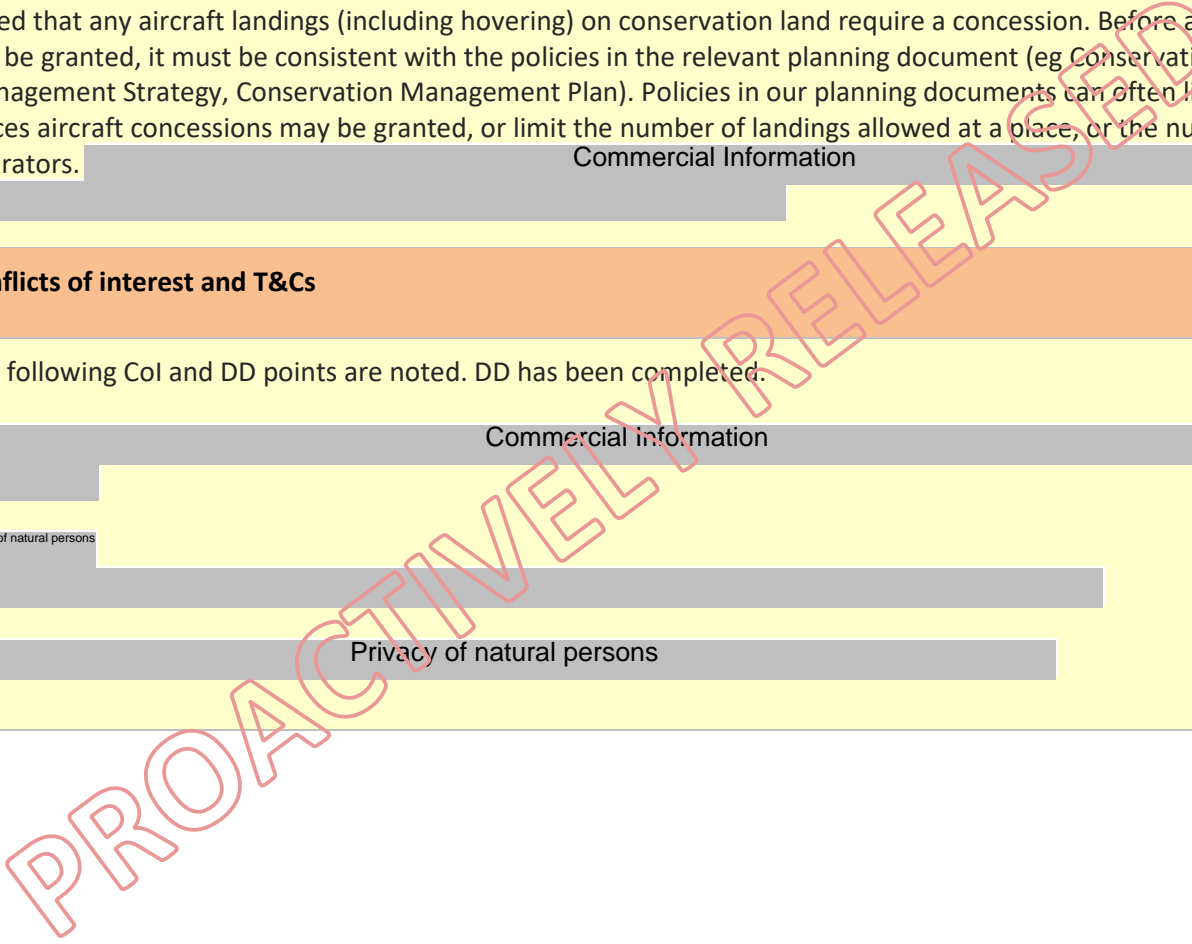 ed that any aircraft landings (including hovering) on conservation land require a concession. Before a
be granted, it must be consistent with the policies in the relevant planning document (eg Conservati
nagement Strategy, Conservation Management Plan). Policies in our planning documents can often li
ces aircraft concessions may be granted, or limit the number of landings allowed at a place, or the nu
rators.
Commercial Information
nflicts of interest and T&Cs
following CoI and DD points are noted. DD has been completed.
Commercial Information
of natural persons
Privacy of natural persons
PROACTIVELY RELEASED